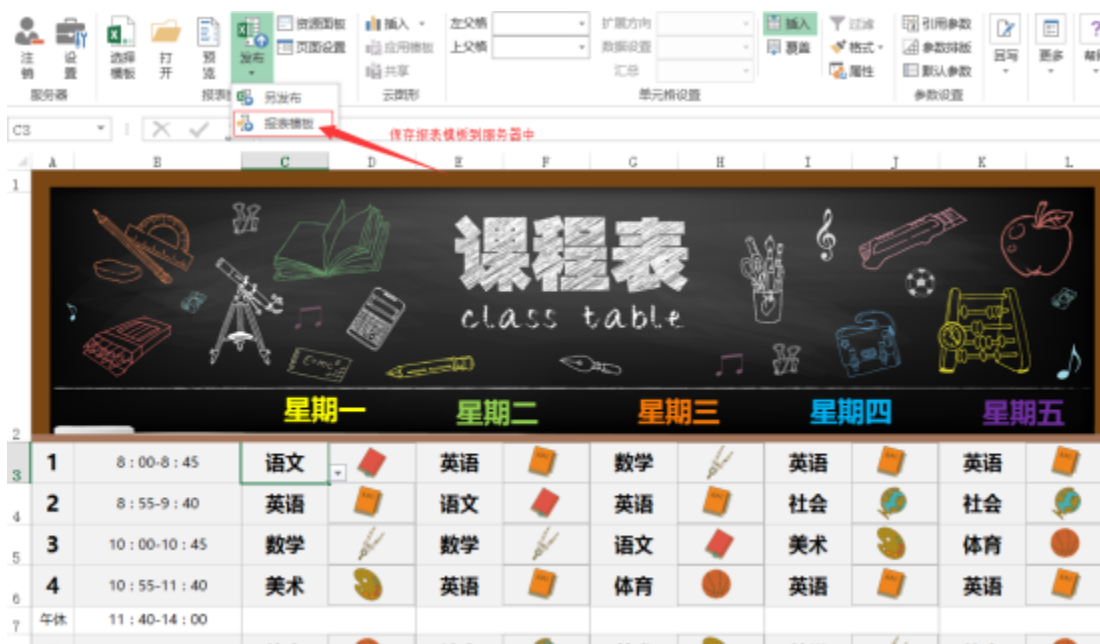 资源面板 插入 左父格 扩展方向 插入 过滤 引用参数
页面设置 应用模板 上父格 数据设置 覆盖 格式 参数排版
注销 设置 选择模板 打开 预览 发布 共享 汇总 属性 默认参数 回写 更多
服务器 云图形 单元格设置 参数设置
另发布
报表模板
C3
保存报表模板到服务器中
A B C D E F G H I J K L
1
课程表
class table
E=mc²
2
星期一 星期二 星期三 星期四 星期五
3 1 8:00-8:45 语文 英语 数学 英语 英语
4 2 8:55-9:40 英语 语文 英语 社会 社会
5 3 10:00-10:45 数学 数学 语文 美术 体育
6 4 10:55-11:40 美术 英语 体育 英语 英语
7 午休 11:40-14:00